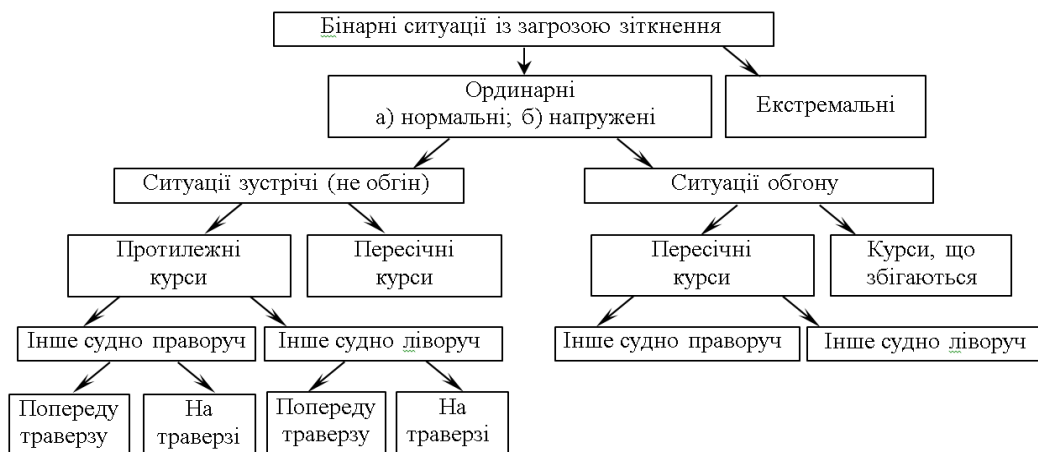 Бінарні ситуації із загрозою зіткнення
Ординарні
а) нормальні; б) напружені
Екстремальні
Ситуації зустрічі (не обгін)
Ситуації обгону
Протилежні
курси
Пересічні
курси
Пересічні
курси
Курси, що
збігаються
Інше судно праворуч
Інше судно ліворуч
Інше судно праворуч
Інше судно ліворуч
Попереду
траверзу
На
траверзі
Попереду
траверзу
На
траверзі